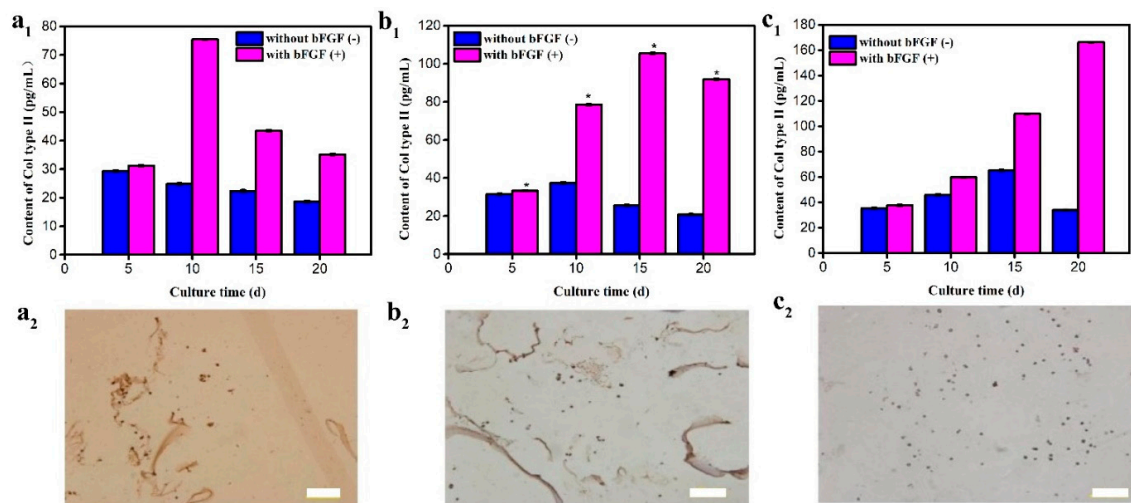 a1
80
70
60
50
40
30
20
10
0
Content of Col type II (pg/mL)
without bFGF (-)
with bFGF (+)
0 5 10 15 20
Culture time (d)
b1
120
100
80
60
40
20
0
Content of Col type II (pg/mL)
without bFGF (-)
with bFGF (+)
* * * *
0 5 10 15 20
Culture time (d)
c1
180
160
140
120
100
80
60
40
20
0
Content of Col type II (pg/mL)
without bFGF (-)
with bFGF (+)
0 5 10 15 20
Culture time (d)
a2
b2
c2